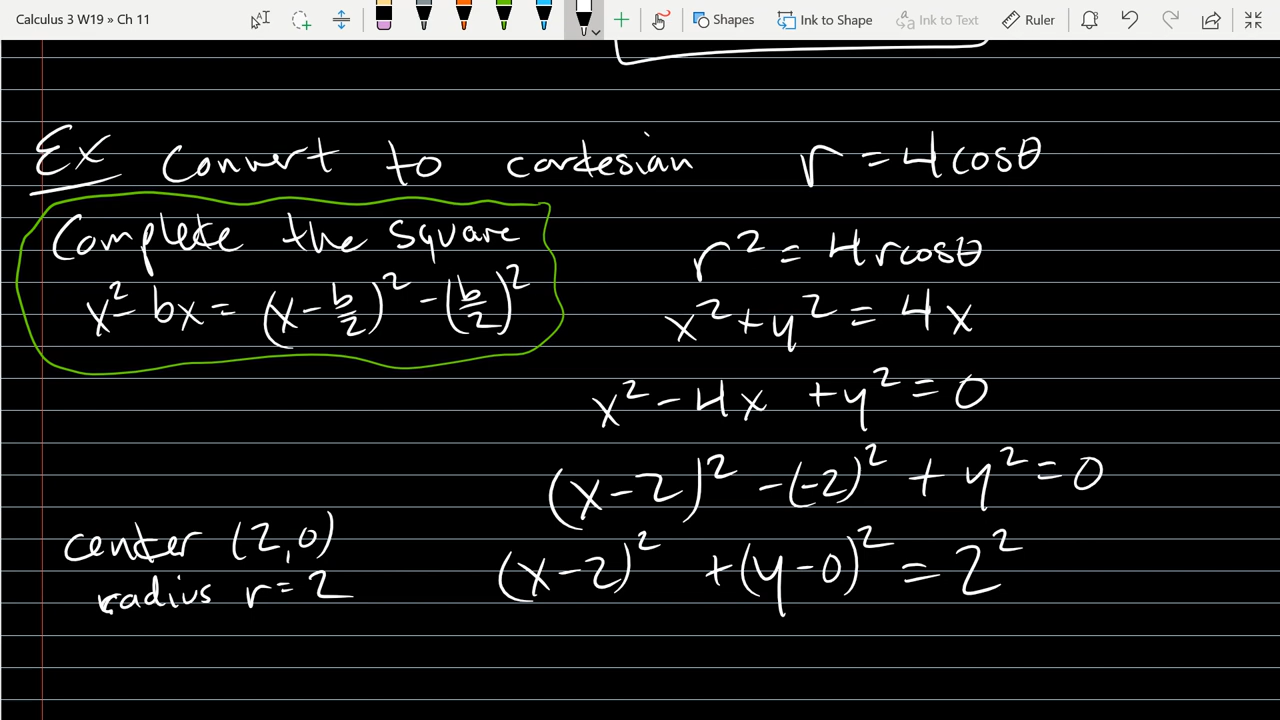 Calculus 3 W19 » Ch 11
Shapes Ink to Shape Ink to Text Ruler
Ex Convert to cartesian r = 4cosθ
Complete the square
x² - bx = (x - b/2)² - (b/2)²
r² = 4rcosθ
x² + y² = 4x
x² - 4x + y² = 0
(x - 2)² - (-2)² + y² = 0
(x - 2)² + (y - 0)² = 2²
center (2,0)
radius r = 2